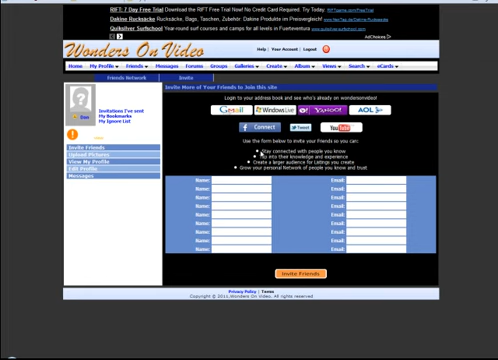 RIFT: 7 Day Free Trial Download the RIFT Free Trial Now! No Credit Card Required. Try Today. RiftGame.com/FreeTrial
Dakine Rucksäcke Rucksäcke, Bags, Taschen, Zubehör: Dakine Produkte im Preisvergleich!
Quiksilver Surfschool Year-round surf courses and camps for all levels in Fuerteventura
AdChoices
Wonders On Video
Help | Your Account | Logout
Home My Profile Friends Messages Forums Groups Galleries Create Album Views Search eCards
Friends Network Invite
Invite More of Your Friends to Join this site
Login to your address book and see who's already on wondersonvideo!
Gmail Windows Live Yahoo! AOL
Connect Tweet YouTube
Use the form below to invite your Friends so you can:
Stay connected with people you know
Tap into their knowledge and experience
Create a larger audience for Listings you create
Grow your personal Network of people you know and trust
Invitations I've sent
My Bookmarks
My Ignore List
Dan
Invite Friends
Upload Pictures
View My Profile
Edit Profile
Messages
Name: Email:
Name: Email:
Name: Email:
Name: Email:
Name: Email:
Name: Email:
Name: Email:
Name: Email:
Name: Email:
Invite Friends
Privacy Policy | Terms
Copyright © 2011, Wonders On Video, All rights reserved